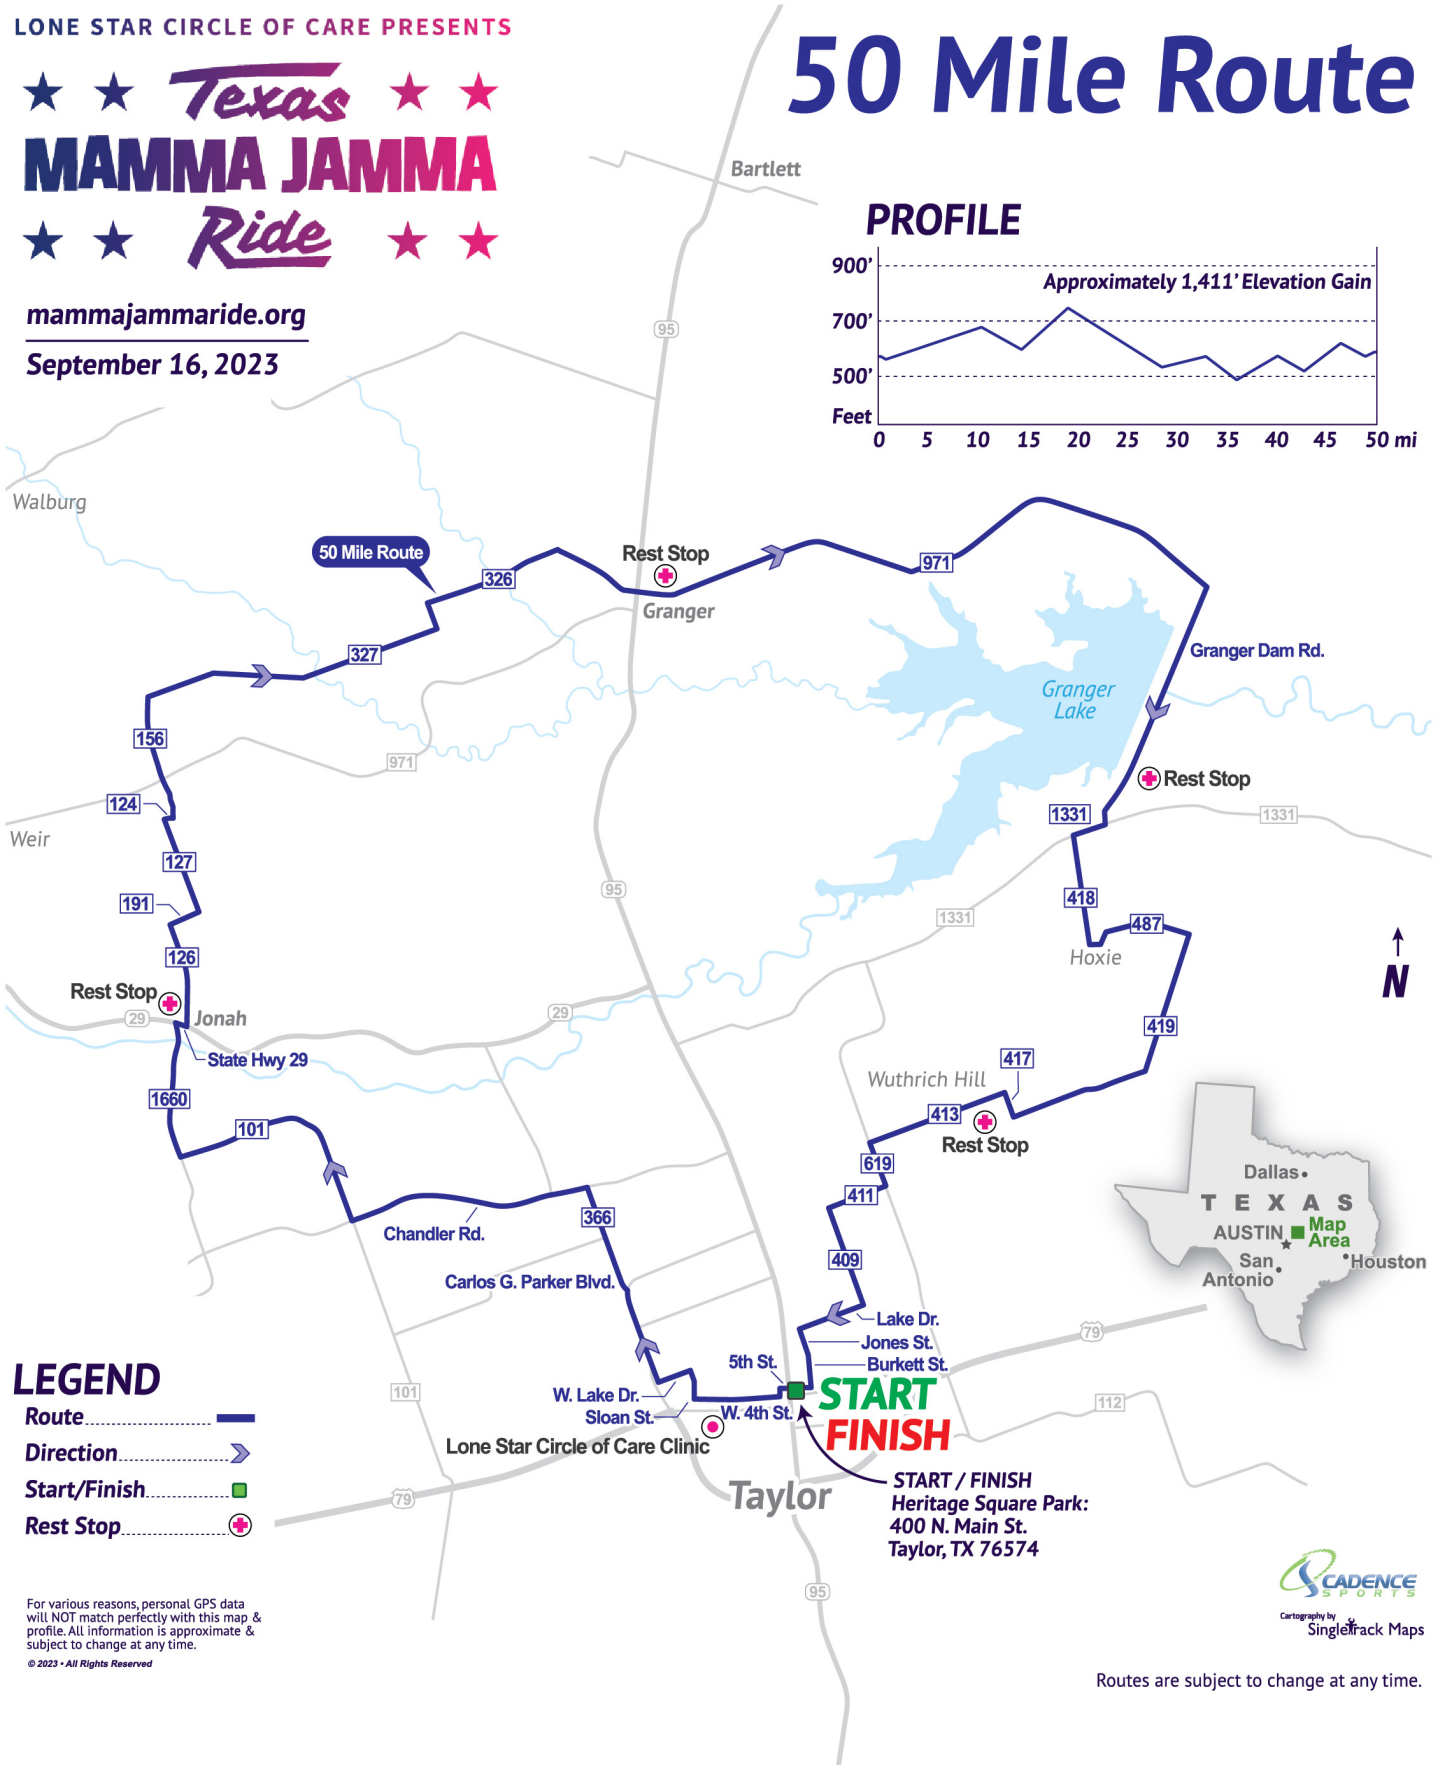 LONE STAR CIRCLE OF CARE PRESENTS
Texas
MAMMA JAMMA
Ride
mammajammaride.org
September 16, 2023
50 Mile Route
PROFILE
900'
Approximately 1,411' Elevation Gain
700'
500'
Feet
0 5 10 15 20 25 30 35 40 45 50 mi
Bartlett
95
Walburg
50 Mile Route
326
Rest Stop
Granger
971
327
Granger Dam Rd.
Granger
Lake
156
971
124
Weir
127
191
126
Rest Stop
1331
1331
95
418
1331
487
Hoxie
N
Rest Stop
29
Jonah
29
State Hwy 29
419
417
Wuthrich Hill
413
Rest Stop
1660
101
619
411
366
Chandler Rd.
409
Carlos G. Parker Blvd.
Lake Dr.
Jones St.
Burkett St.
79
5th St.
W. Lake Dr.
Sloan St.
W. 4th St.
START
FINISH
Lone Star Circle of Care Clinic
101
112
79
Taylor
START / FINISH
Heritage Square Park:
400 N. Main St.
Taylor, TX 76574
95
Dallas
TEXAS
AUSTIN
Map
Area
San
Antonio
Houston
LEGEND
Route
Direction
Start/Finish
Rest Stop
For various reasons, personal GPS data
will NOT match perfectly with this map &
profile. All information is approximate &
subject to change at any time.
© 2023 • All Rights Reserved
CADENCE
SPORTS
Cartography by
SingleTrack Maps
Routes are subject to change at any time.